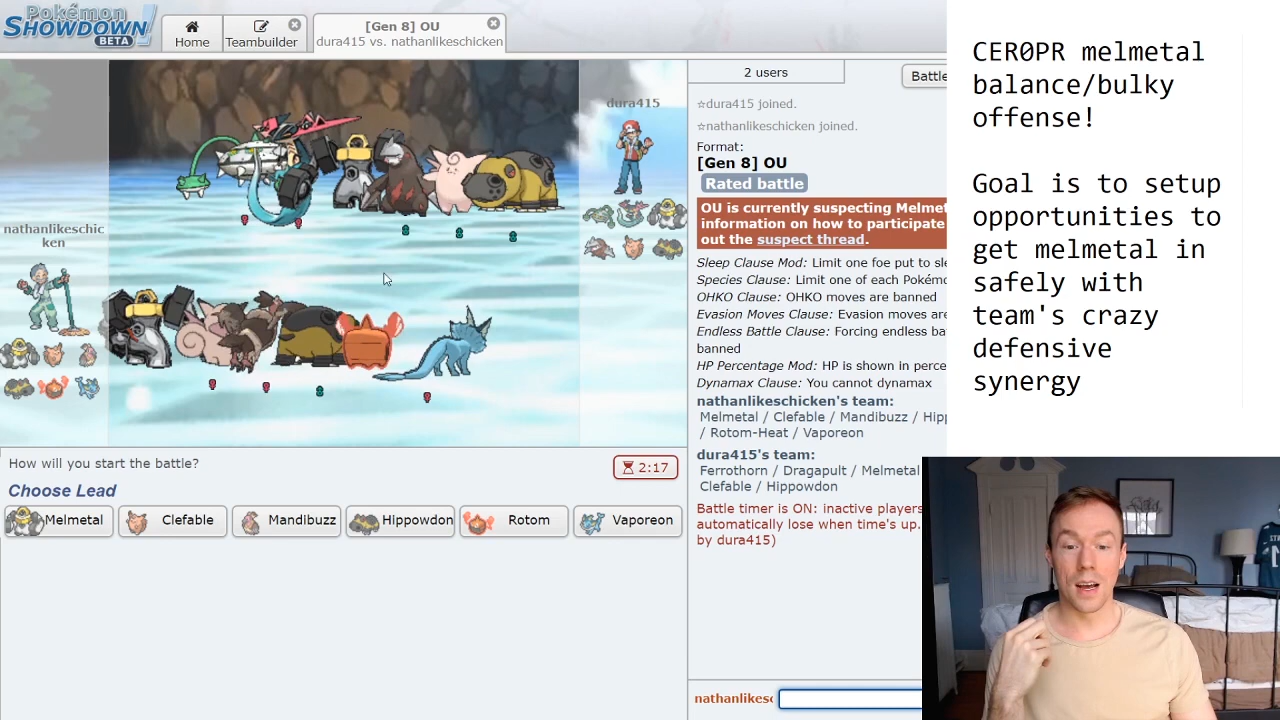 Pokémon
SHOWDOWN!
BETA
Home
Teambuilder
[Gen 8] OU
dura415 vs. nathanlikeschicken
nathanlikeschic
ken
dura415
How will you start the battle?
2:17
Choose Lead
Melmetal
Clefable
Mandibuzz
Hippowdon
Rotom
Vaporeon
2 users
Battle
☆dura415 joined.
☆nathanlikeschicken joined.
Format:
[Gen 8] OU
Rated battle
OU is currently suspecting Melmet
information on how to participate
out the suspect thread.
Sleep Clause Mod: Limit one foe put to sle
Species Clause: Limit one of each Pokémo
OHKO Clause: OHKO moves are banned
Evasion Moves Clause: Evasion moves are
Endless Battle Clause: Forcing endless ba
banned
HP Percentage Mod: HP is shown in perce
Dynamax Clause: You cannot dynamax
nathanlikeschicken's team:
Melmetal / Clefable / Mandibuzz / Hipp
/ Rotom-Heat / Vaporeon
dura415's team:
Ferrothorn / Dragapult / Melmetal
Clefable / Hippowdon
Battle timer is ON: inactive players
automatically lose when time's up.
by dura415)
nathanlikesc
CER0PR melmetal
balance/bulky
offense!
Goal is to setup
opportunities to
get melmetal in
safely with
team's crazy
defensive
synergy